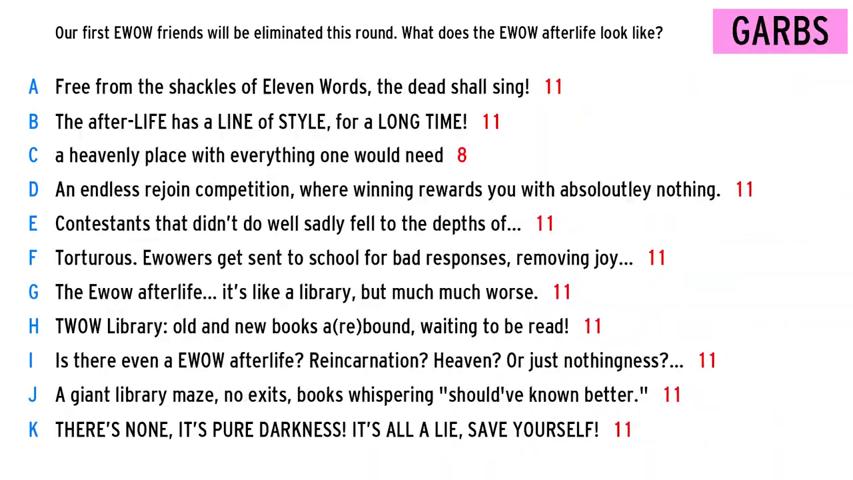 Our first EWOW friends will be eliminated this round. What does the EWOW afterlife look like?
GARBS
A Free from the shackles of Eleven Words, the dead shall sing! 11
B The after-LIFE has a LINE of STYLE, for a LONG TIME! 11
C a heavenly place with everything one would need 8
D An endless rejoin competition, where winning rewards you with absoloutley nothing. 11
E Contestants that didn't do well sadly fell to the depths of... 11
F Torturous. Ewowers get sent to school for bad responses, removing joy... 11
G The Ewow afterlife... it's like a library, but much much worse. 11
H TWOW Library: old and new books a(re)bound, waiting to be read! 11
I Is there even a EWOW afterlife? Reincarnation? Heaven? Or just nothingness?... 11
J A giant library maze, no exits, books whispering "should've known better." 11
K THERE'S NONE, IT'S PURE DARKNESS! IT'S ALL A LIE, SAVE YOURSELF! 11